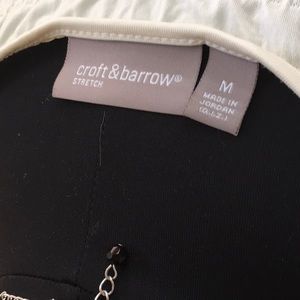 croft & barrow®
STRETCH
M
MADE IN
JORDAN
(Q.I.Z.)